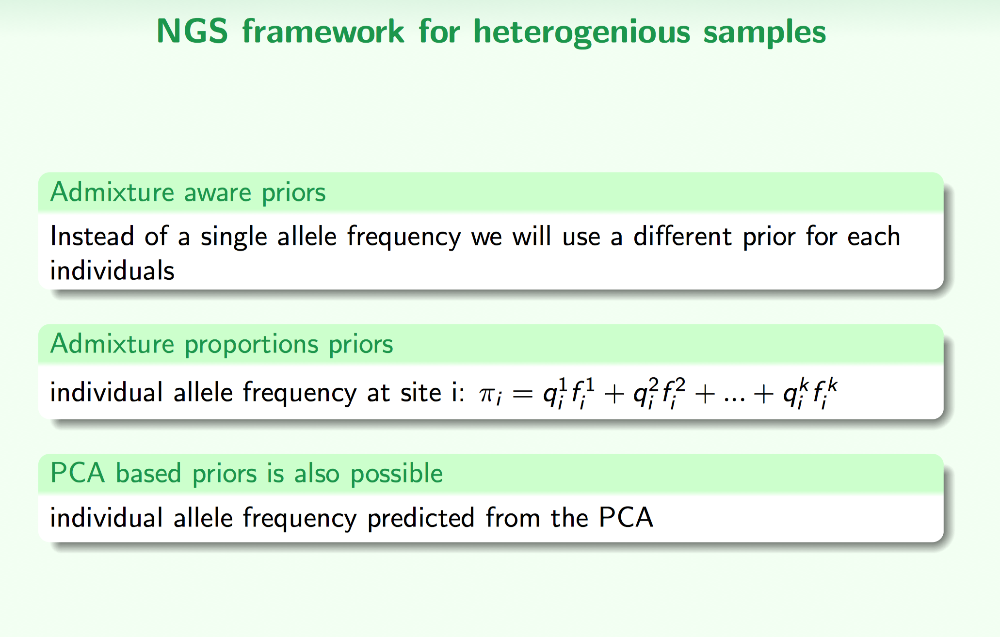 NGS framework for heterogenious samples
Admixture aware priors
Instead of a single allele frequency we will use a different prior for each
individuals
Admixture proportions priors
individual allele frequency at site i: $\pi_i = q_i^1 f_i^1 + q_i^2 f_i^2 + ... + q_i^k f_i^k$
PCA based priors is also possible
individual allele frequency predicted from the PCA